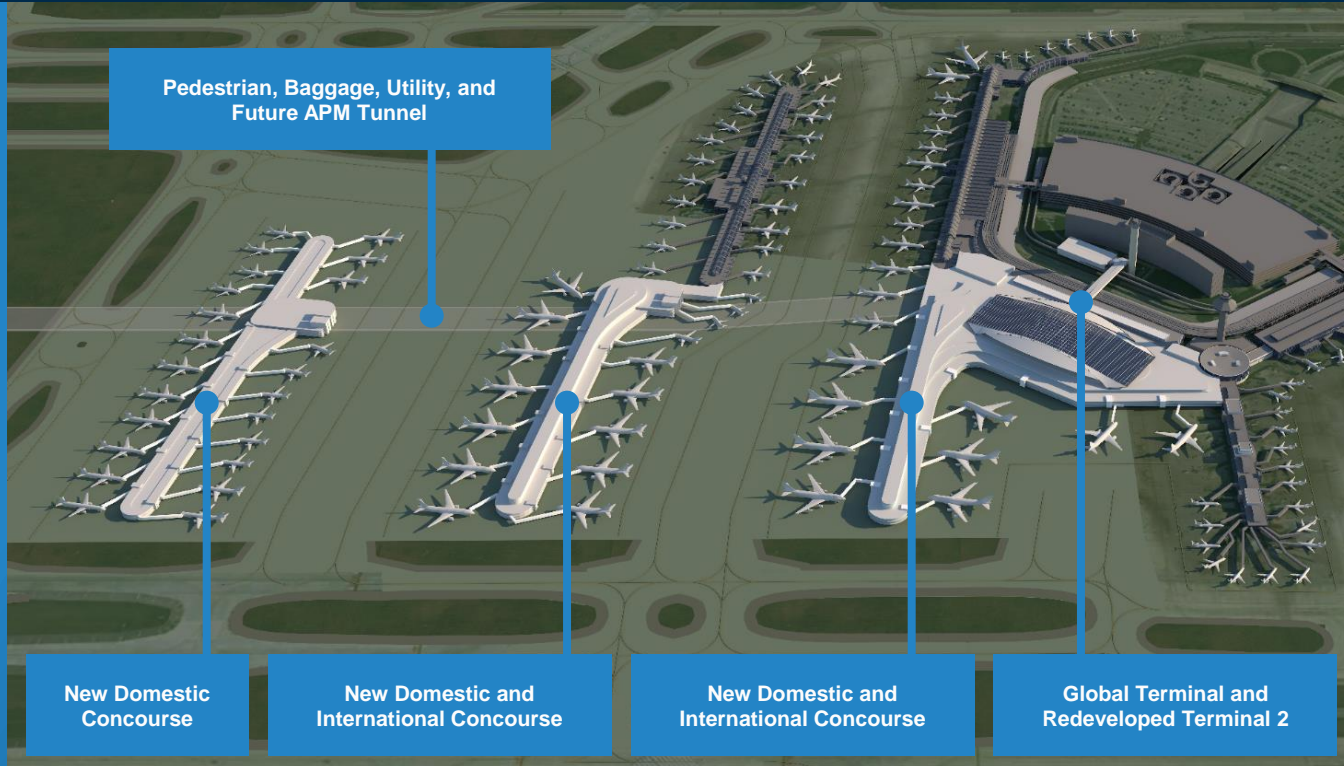 Pedestrian, Baggage, Utility, and
Future APM Tunnel
New Domestic
Concourse
New Domestic and
International Concourse
New Domestic and
International Concourse
Global Terminal and
Redeveloped Terminal 2